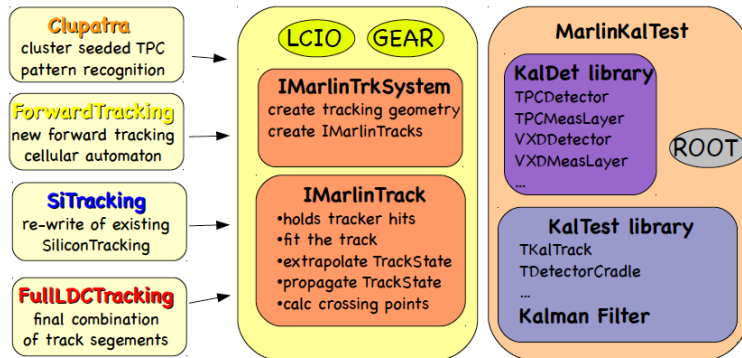 Clupatra
cluster seeded TPC
pattern recognition
ForwardTracking
new forward tracking
cellular automaton
SiTracking
re-write of existing
SiliconTracking
FullLDCTracking
final combination
of track segements
LCIO
GEAR
IMarlinTrkSystem
create tracking geometry
create IMarlinTracks
IMarlinTrack
•holds tracker hits
•fit the track
•extrapolate TrackState
•propagate TrackState
•calc crossing points
MarlinKalTest
KalDet library
TPCDetector
TPCMeasLayer
VXDDetector
VXDMeasLayer
...
ROOT
KalTest library
TKalTrack
TDetectorCradle
...
Kalman Filter